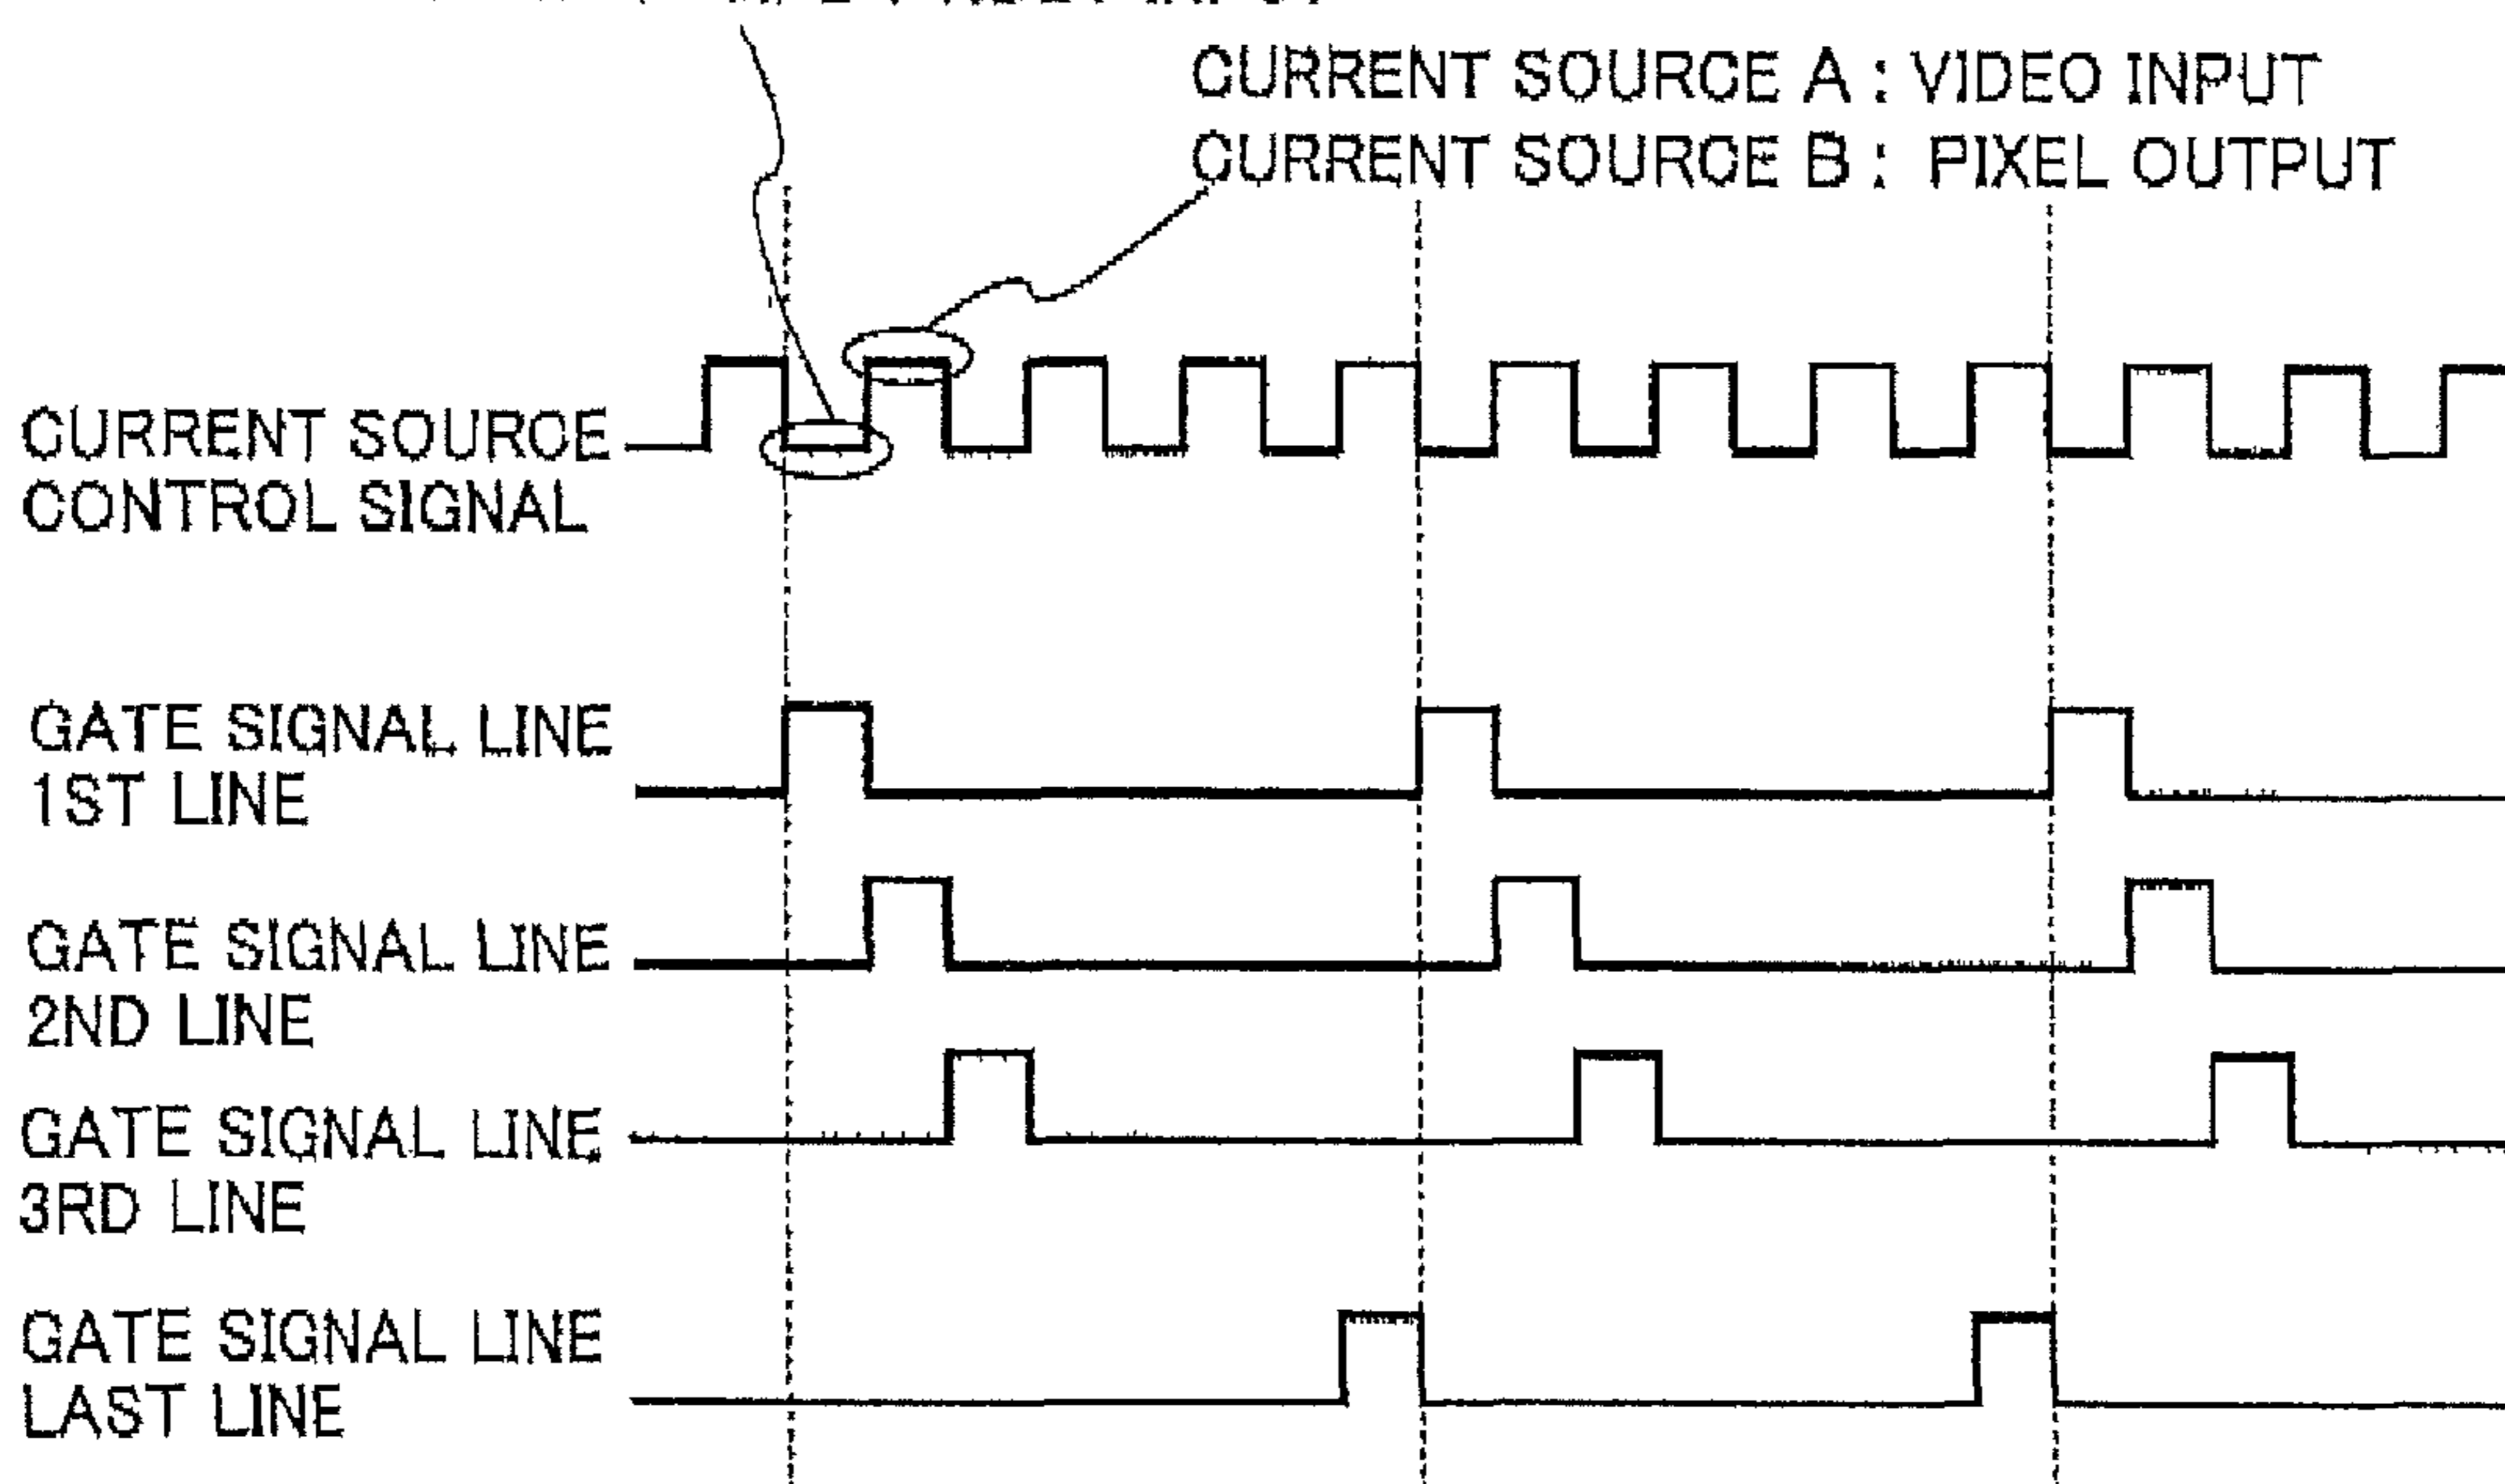 CURRENT SOURCE A : VIDEO INPUT
CURRENT SOURCE B : PIXEL OUTPUT
CURRENT SOURCE
CONTROL SIGNAL
GATE SIGNAL LINE
1ST LINE
GATE SIGNAL LINE
2ND LINE
GATE SIGNAL LINE
3RD LINE
GATE SIGNAL LINE
LAST LINE